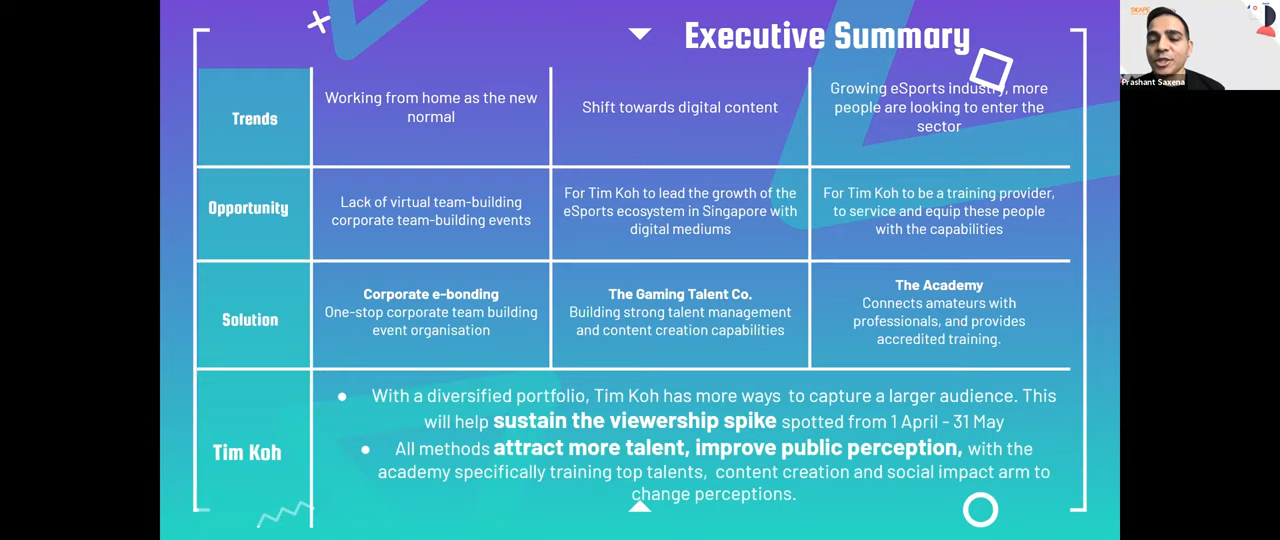 Executive Summary
Trends
Working from home as the new
normal
Shift towards digital content
Growing eSports industry, more
people are looking to enter the
sector
Opportunity
Lack of virtual team-building
corporate team-building events
For Tim Koh to lead the growth of the
eSports ecosystem in Singapore with
digital mediums
For Tim Koh to be a training provider,
to service and equip these people
with the capabilities
Solution
Corporate e-bonding
One-stop corporate team building
event organisation
The Gaming Talent Co.
Building strong talent management
and content creation capabilities
The Academy
Connects amateurs with
professionals, and provides
accredited training.
Tim Koh
● With a diversified portfolio, Tim Koh has more ways to capture a larger audience. This
will help sustain the viewership spike spotted from 1 April - 31 May
● All methods attract more talent, improve public perception, with the
academy specifically training top talents, content creation and social impact arm to
change perceptions.
Prashant Saxena